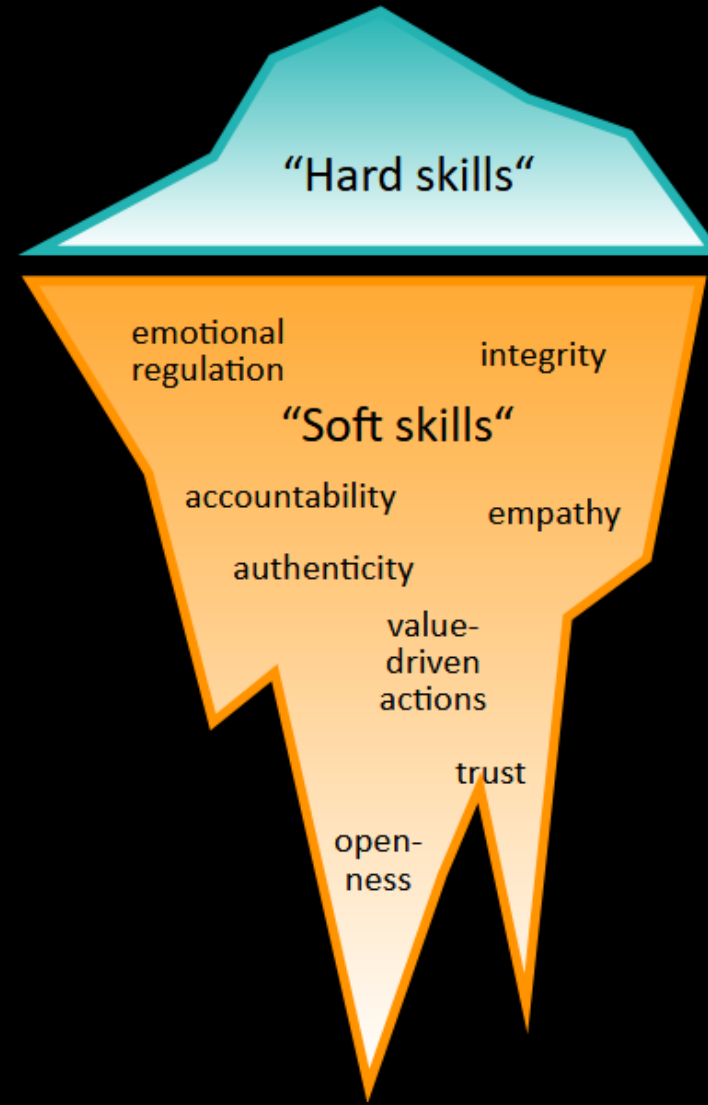 “Hard skills“
emotional
regulation
integrity
“Soft skills“
accountability
empathy
authenticity
value-
driven
actions
trust
open-
ness